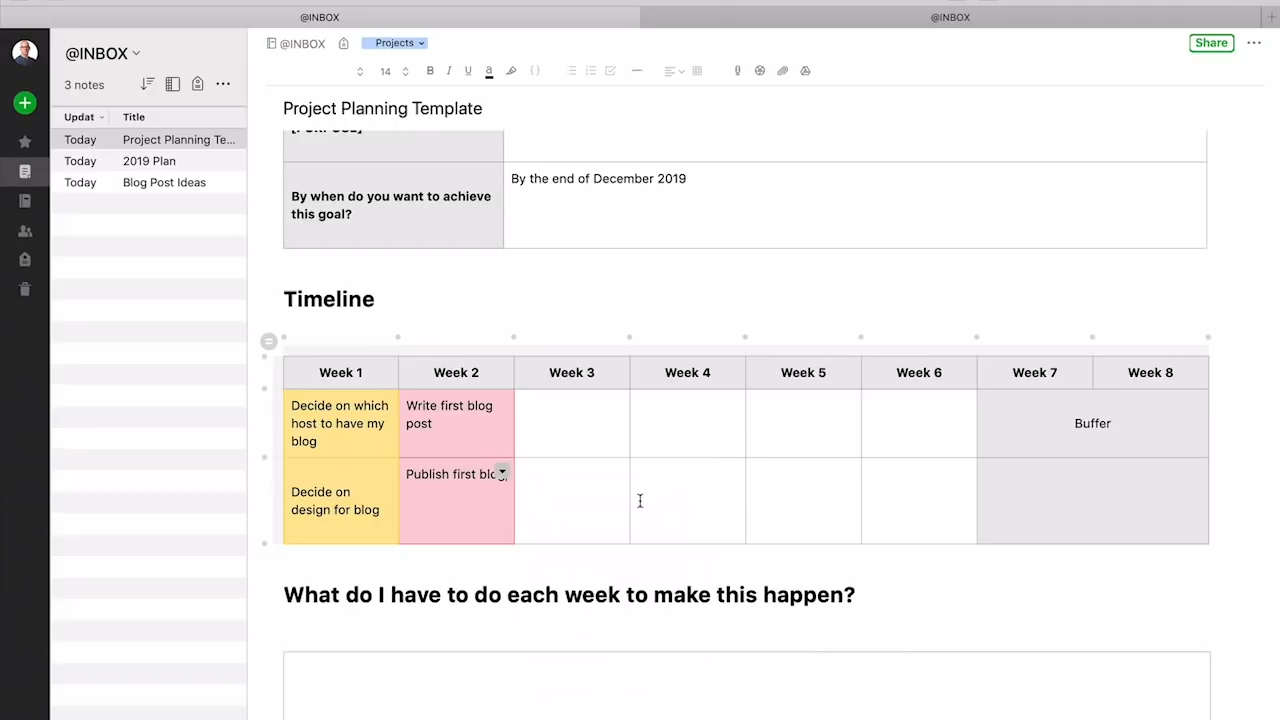 @INBOX
@INBOX
@INBOX
3 notes
Updat
Title
Today
Project Planning Te...
Today
2019 Plan
Today
Blog Post Ideas
@INBOX
Projects
Share
14
B
I
U
a
Project Planning Template
[PURPOSE]
By when do you want to achieve
this goal?
By the end of December 2019
Timeline
Week 1
Week 2
Week 3
Week 4
Week 5
Week 6
Week 7
Week 8
Decide on which
host to have my
blog
Write first blog
post
Buffer
Decide on
design for blog
Publish first blog
What do I have to do each week to make this happen?